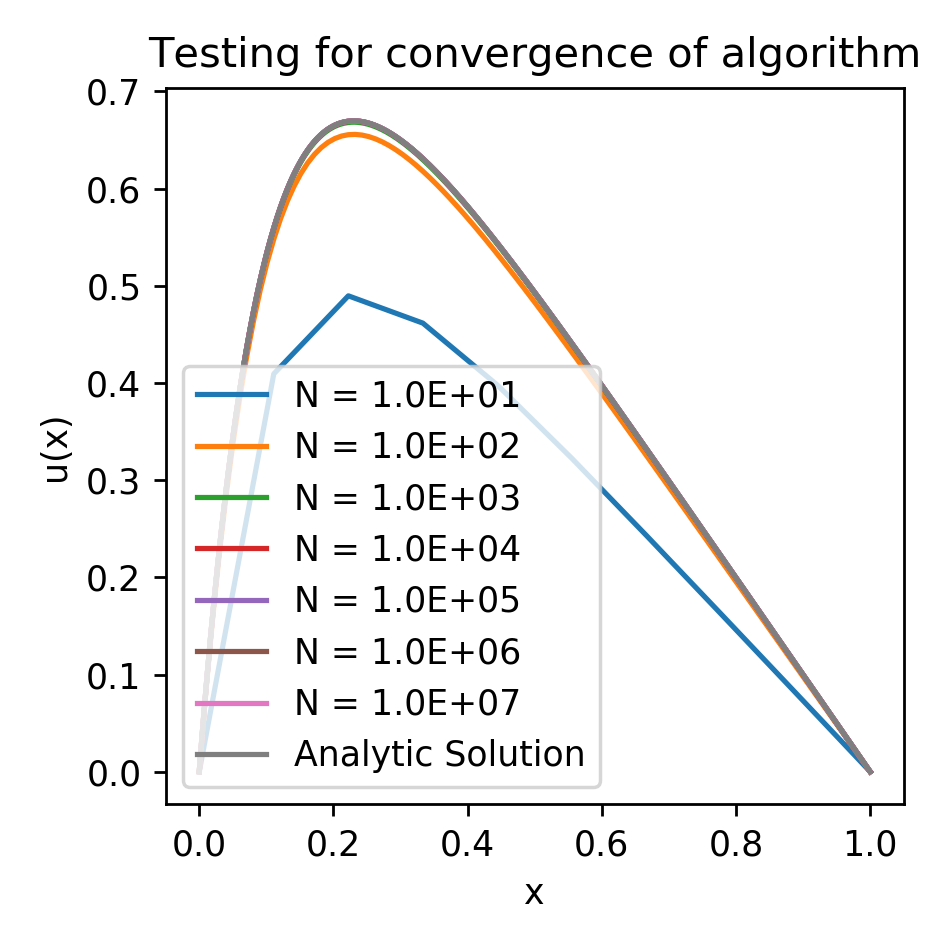 Testing for convergence of algorithm
0.7
0.6
0.5
0.4
0.3
0.2
0.1
0.0
u(x)
N = 1.0E+01
N = 1.0E+02
N = 1.0E+03
N = 1.0E+04
N = 1.0E+05
N = 1.0E+06
N = 1.0E+07
Analytic Solution
0.0 0.2 0.4 0.6 0.8 1.0
x